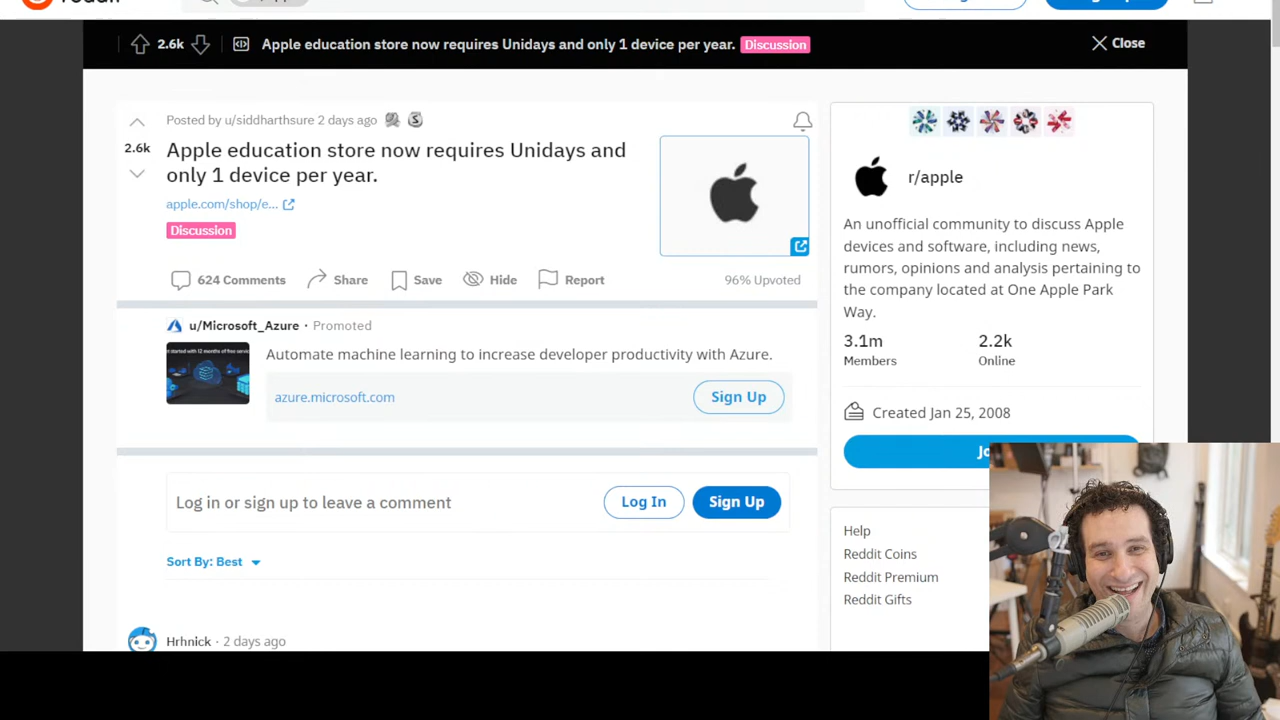 2.6k
Apple education store now requires Unidays and only 1 device per year. Discussion
Close
Posted by u/siddharthsure 2 days ago
2.6k
Apple education store now requires Unidays and
only 1 device per year.
apple.com/shop/e...
Discussion
624 Comments Share Save Hide Report 96% Upvoted
u/Microsoft_Azure · Promoted
Automate machine learning to increase developer productivity with Azure.
azure.microsoft.com
Sign Up
Log in or sign up to leave a comment
Log In
Sign Up
Sort By: Best
Hrhnick · 2 days ago
r/apple
An unofficial community to discuss Apple
devices and software, including news,
rumors, opinions and analysis pertaining to
the company located at One Apple Park
Way.
3.1m 2.2k
Members Online
Created Jan 25, 2008
Help
Reddit Coins
Reddit Premium
Reddit Gifts